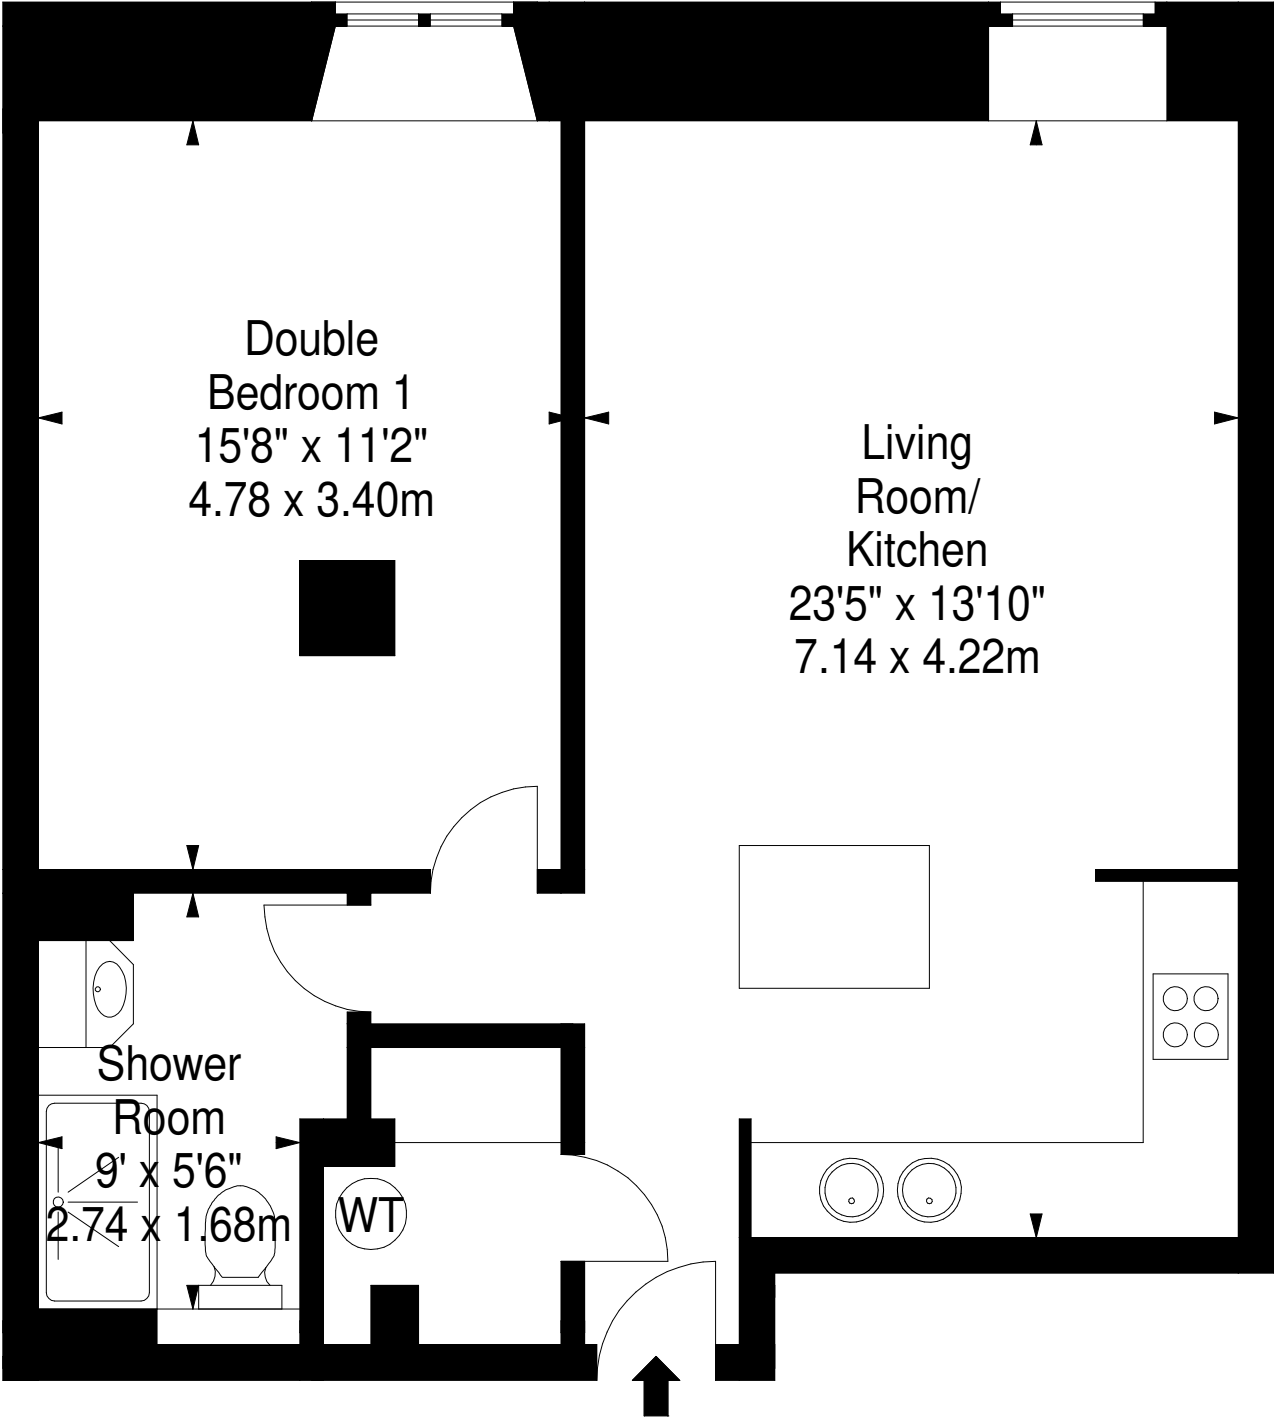 Double
Bedroom 1
15'8" x 11'2"
4.78 x 3.40m
Living
Room/
Kitchen
23'5" x 13'10"
7.14 x 4.22m
Shower
Room
9' x 5'6"
2.74 x 1.68m
WT